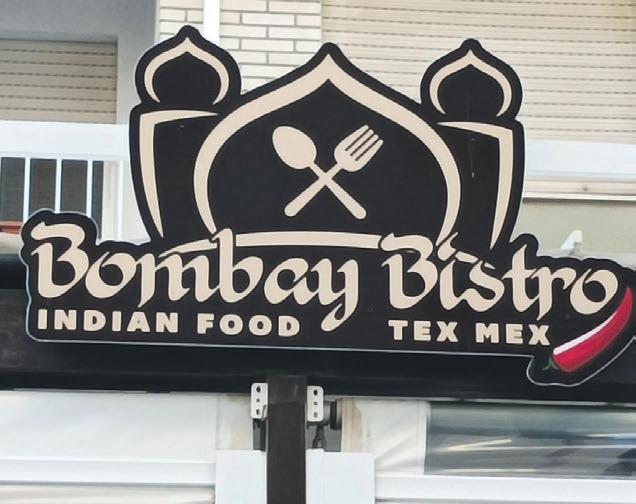 Bombay Bistro
INDIAN FOOD TEX MEX